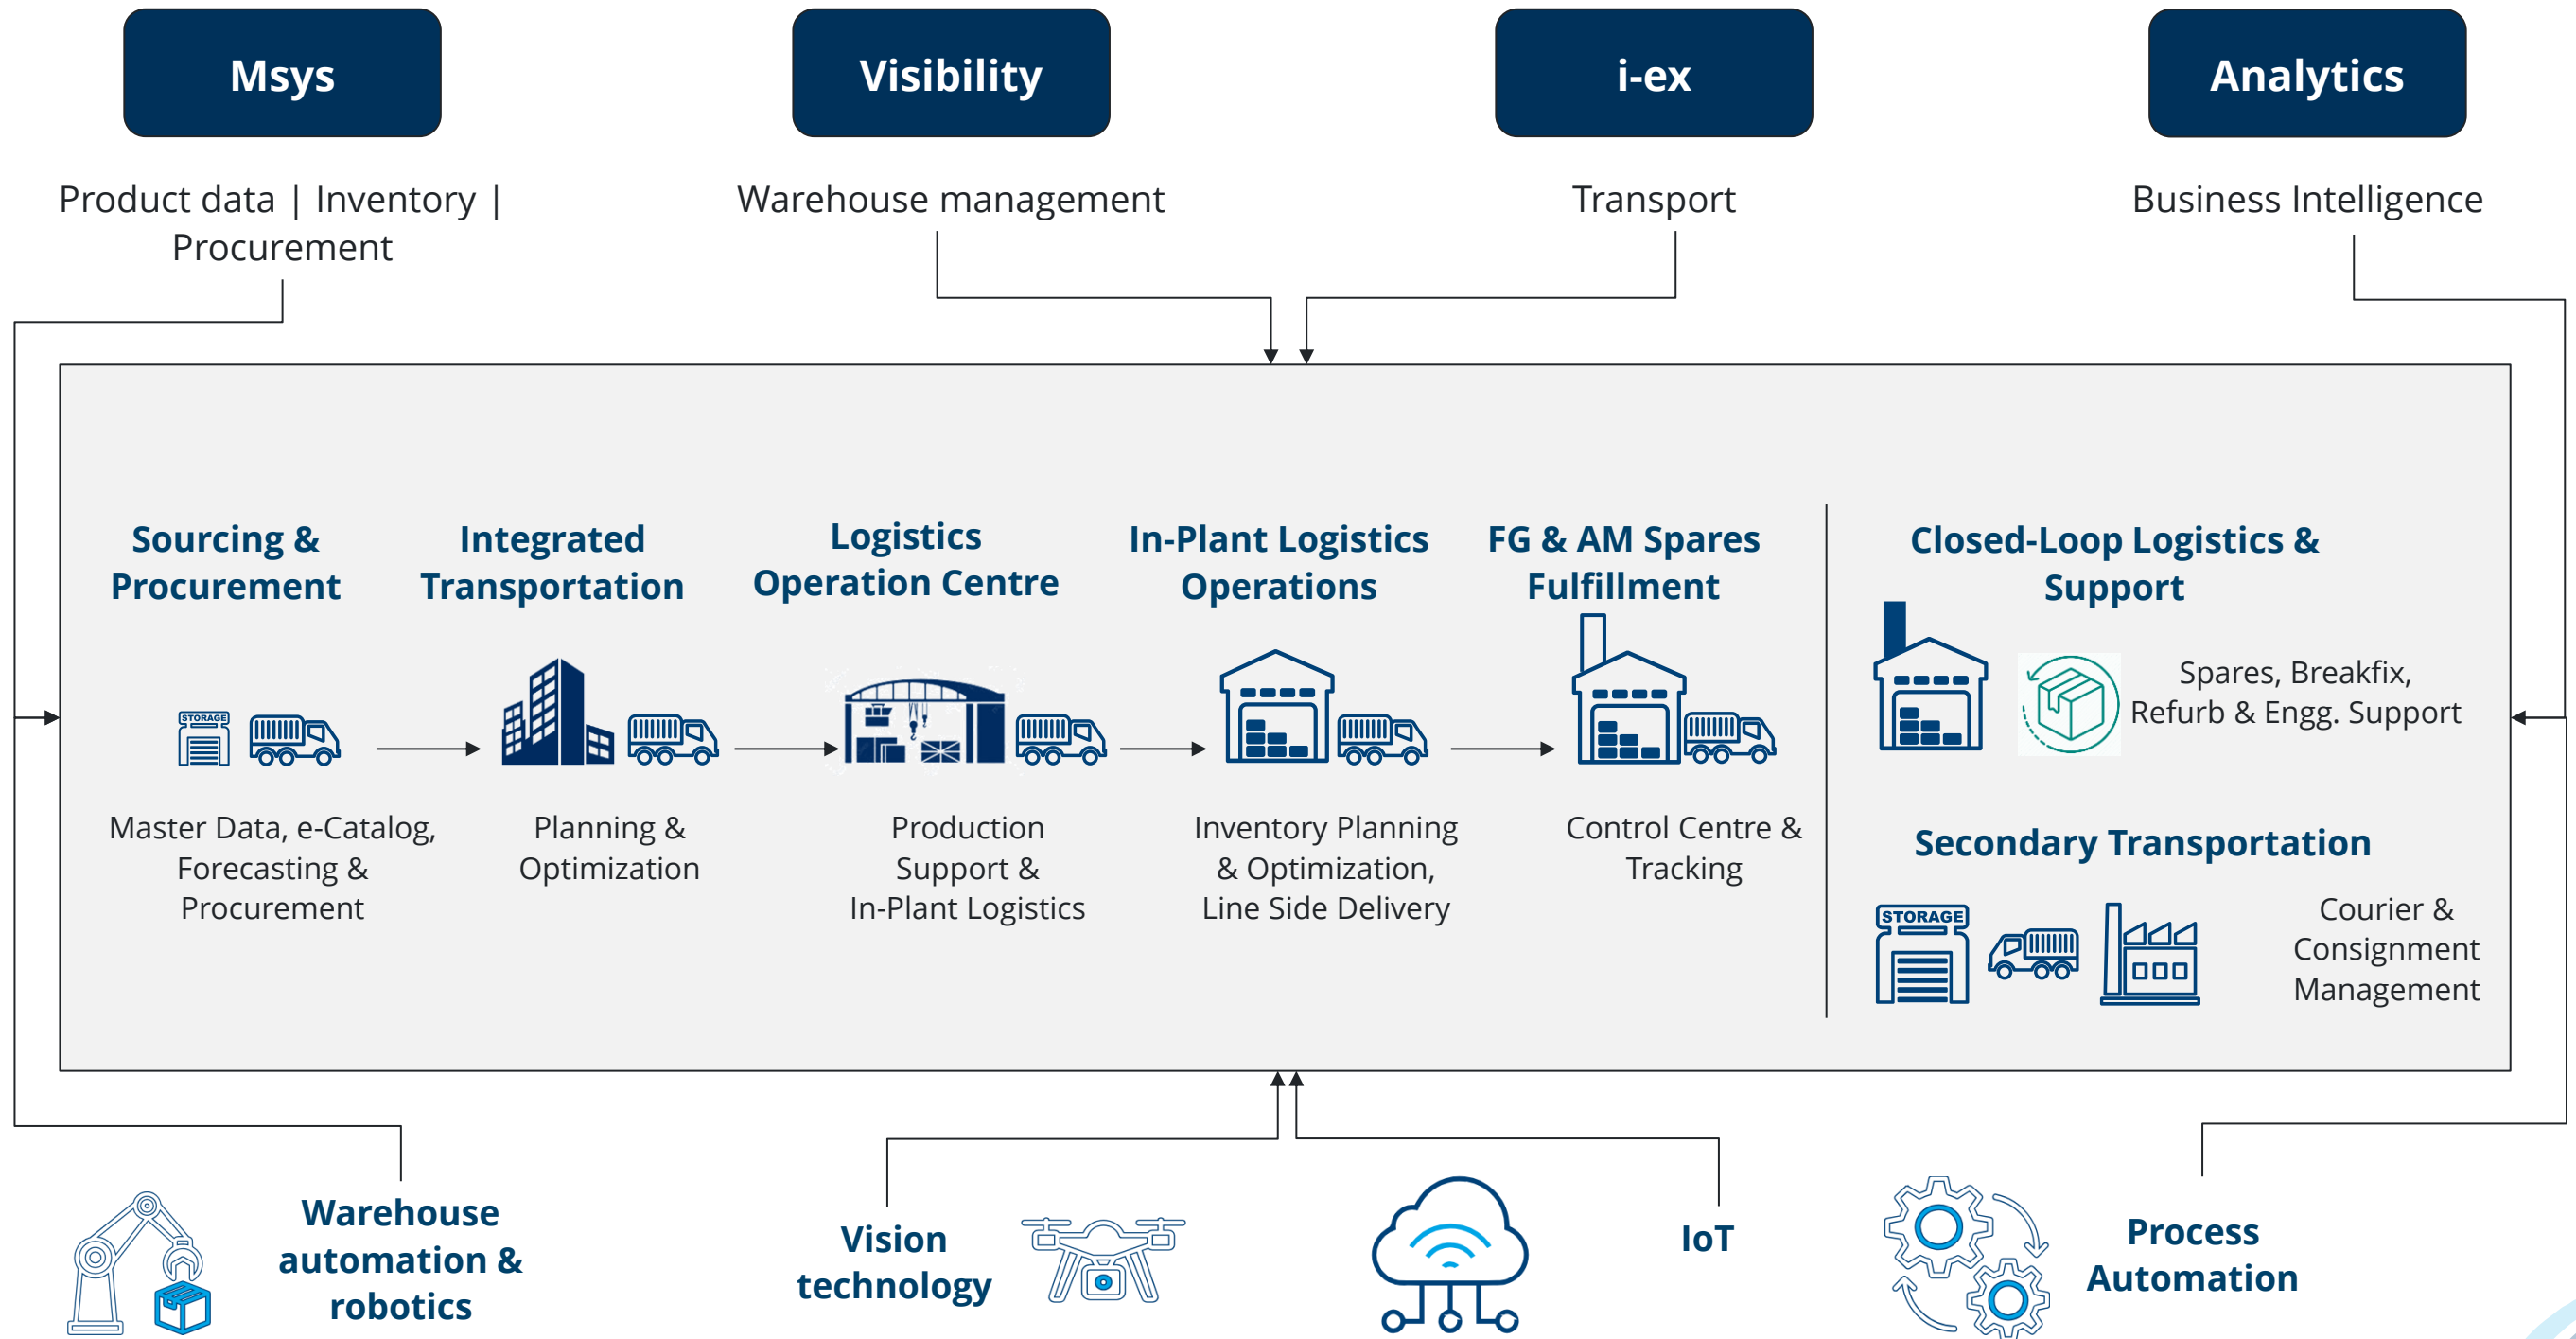 Msys
Visibility
i-ex
Analytics
Product data | Inventory |
Procurement
Warehouse management
Transport
Business Intelligence
Sourcing &
Procurement
Integrated
Transportation
Logistics
Operation Centre
In-Plant Logistics
Operations
FG & AM Spares
Fulfillment
Closed-Loop Logistics &
Support
STORAGE
Spares, Breakfix,
Refurb & Engg. Support
Master Data, e-Catalog,
Forecasting &
Procurement
Planning &
Optimization
Production
Support &
In-Plant Logistics
Inventory Planning
& Optimization,
Line Side Delivery
Control Centre &
Tracking
Secondary Transportation
STORAGE
Courier &
Consignment
Management
Warehouse
automation &
robotics
Vision
technology
IoT
Process
Automation